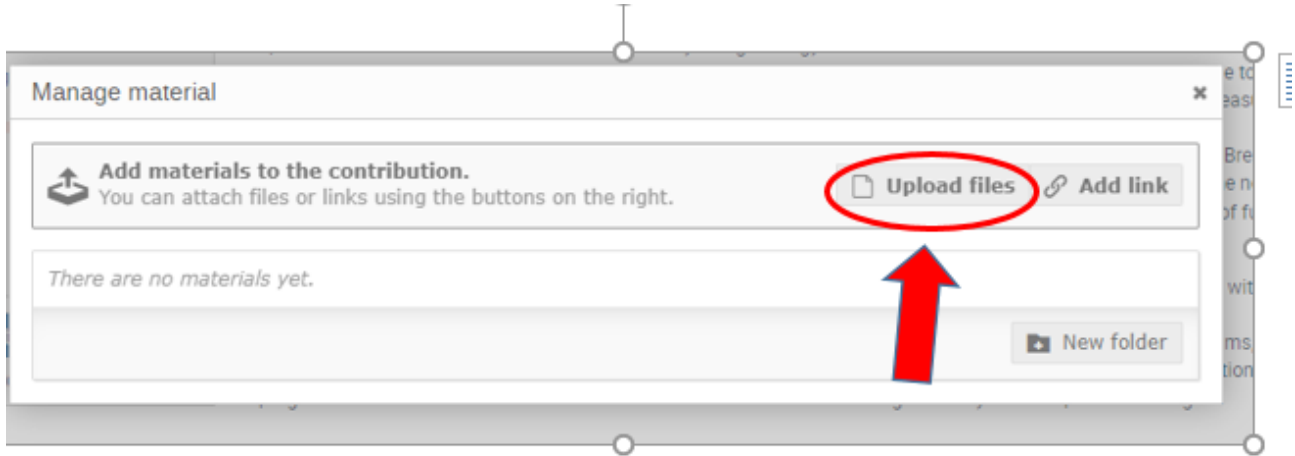 Manage material
Add materials to the contribution.
You can attach files or links using the buttons on the right.
Upload files
Add link
There are no materials yet.
New folder